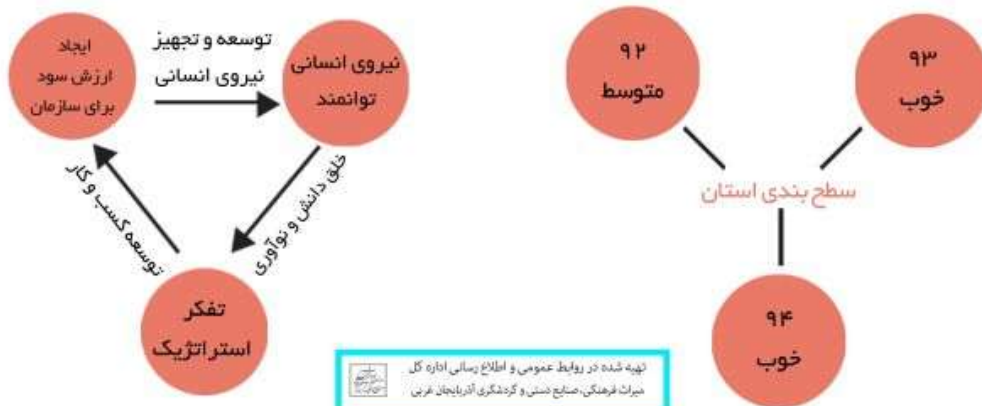 ایجاد
ارزش سود
برای سازمان
توسعه و تجهیز
نیروی انسانی
نیروی انسانی
توانمند
خلق دانش و نوآوری
تفکر
استراتژیک
توسعه کسب و کار
۹۲
متوسط
۹۳
خوب
سطح بندی استان
۹۴
خوب
تهیه شده در روابط عمومی و اطلاع رسانی اداره کل
میراث فرهنگی، صنایع دستی و گردشگری آذربایجان غربی